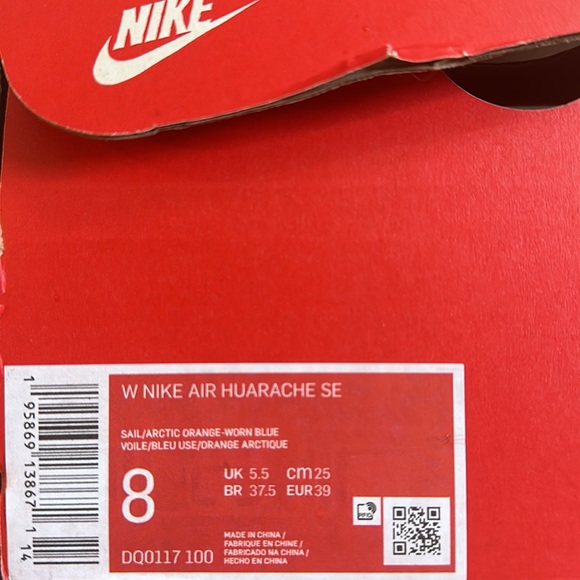 NIKE
W NIKE AIR HUARACHE SE
SAIL/ARCTIC ORANGE-WORN BLUE
VOILE/BLEU USE/ORANGE ARCTIQUE
8
UK 5.5 cm 25
BR 37.5 EUR 39
MADE IN CHINA /
FABRIQUE EN CHINE /
FABRICADO NA CHINA /
HECHO EN CHINA
DQ0117 100
1 95869 13867 1 14